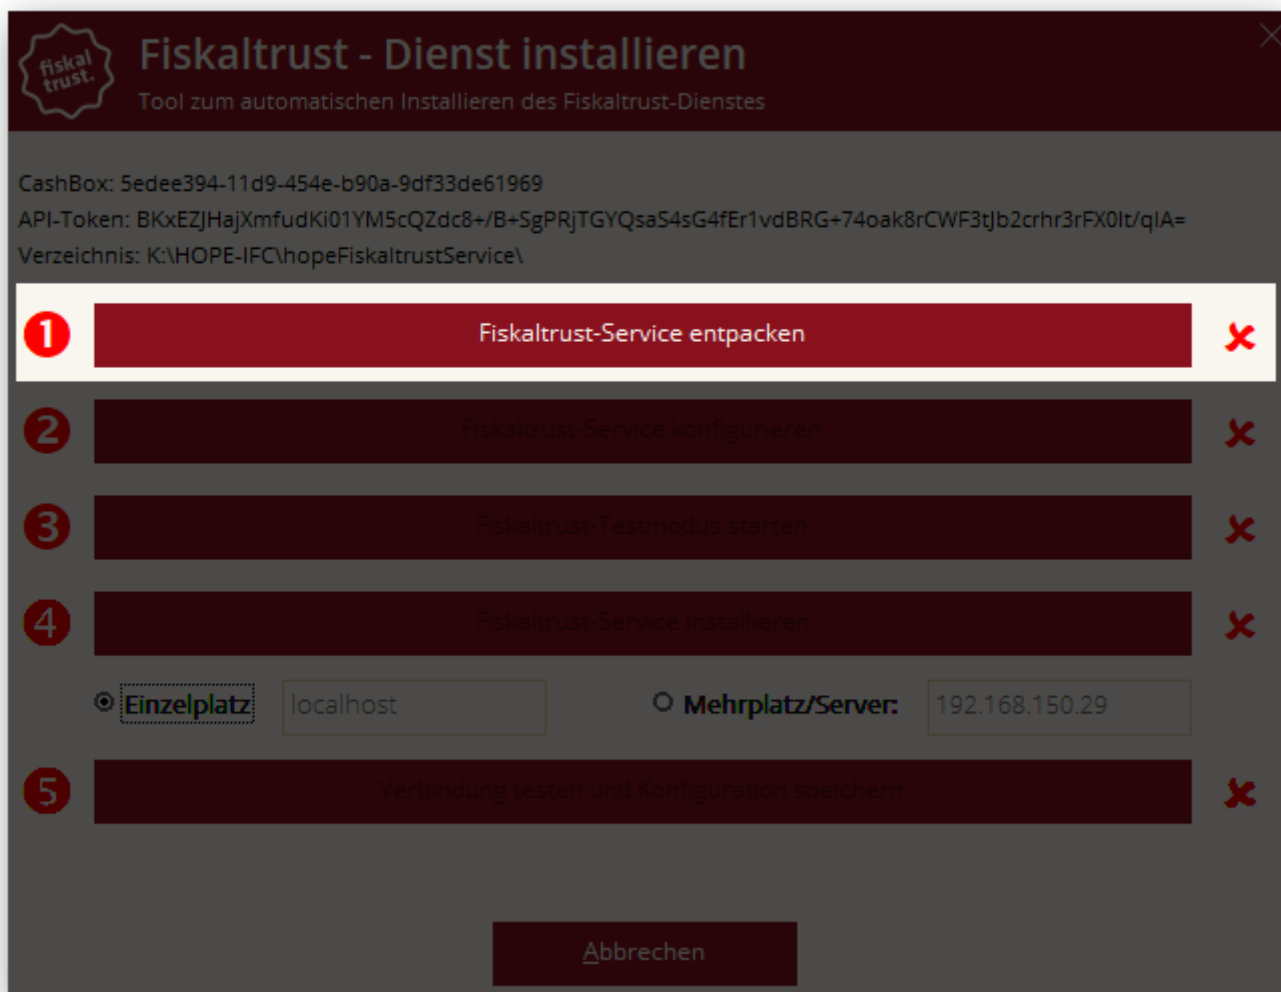 fiskal
trust.
Fiskaltrust - Dienst installieren
Tool zum automatischen Installieren des Fiskaltrust-Dienstes
CashBox: 5edee394-11d9-454e-b90a-9df33de61969
API-Token: BKxEZJHajXmfudKi01YM5cQZdc8+/B+SgPRjTGYQsaS4sG4fEr1vdBRG+74oak8rCWF3tJb2crhr3rFX0lt/qlA=
Verzeichnis: K:\HOPE-IFC\hopeFiskaltrustService\
1 Fiskaltrust-Service entpacken
2 Fiskaltrust-Service konfigurieren
3 Fiskaltrust-Testmodus starten
4 Fiskaltrust-Service installieren
Einzelplatz localhost Mehrplatz/Server: 192.168.150.29
5 Verbindung testen und Konfiguration speichern
Abbrechen